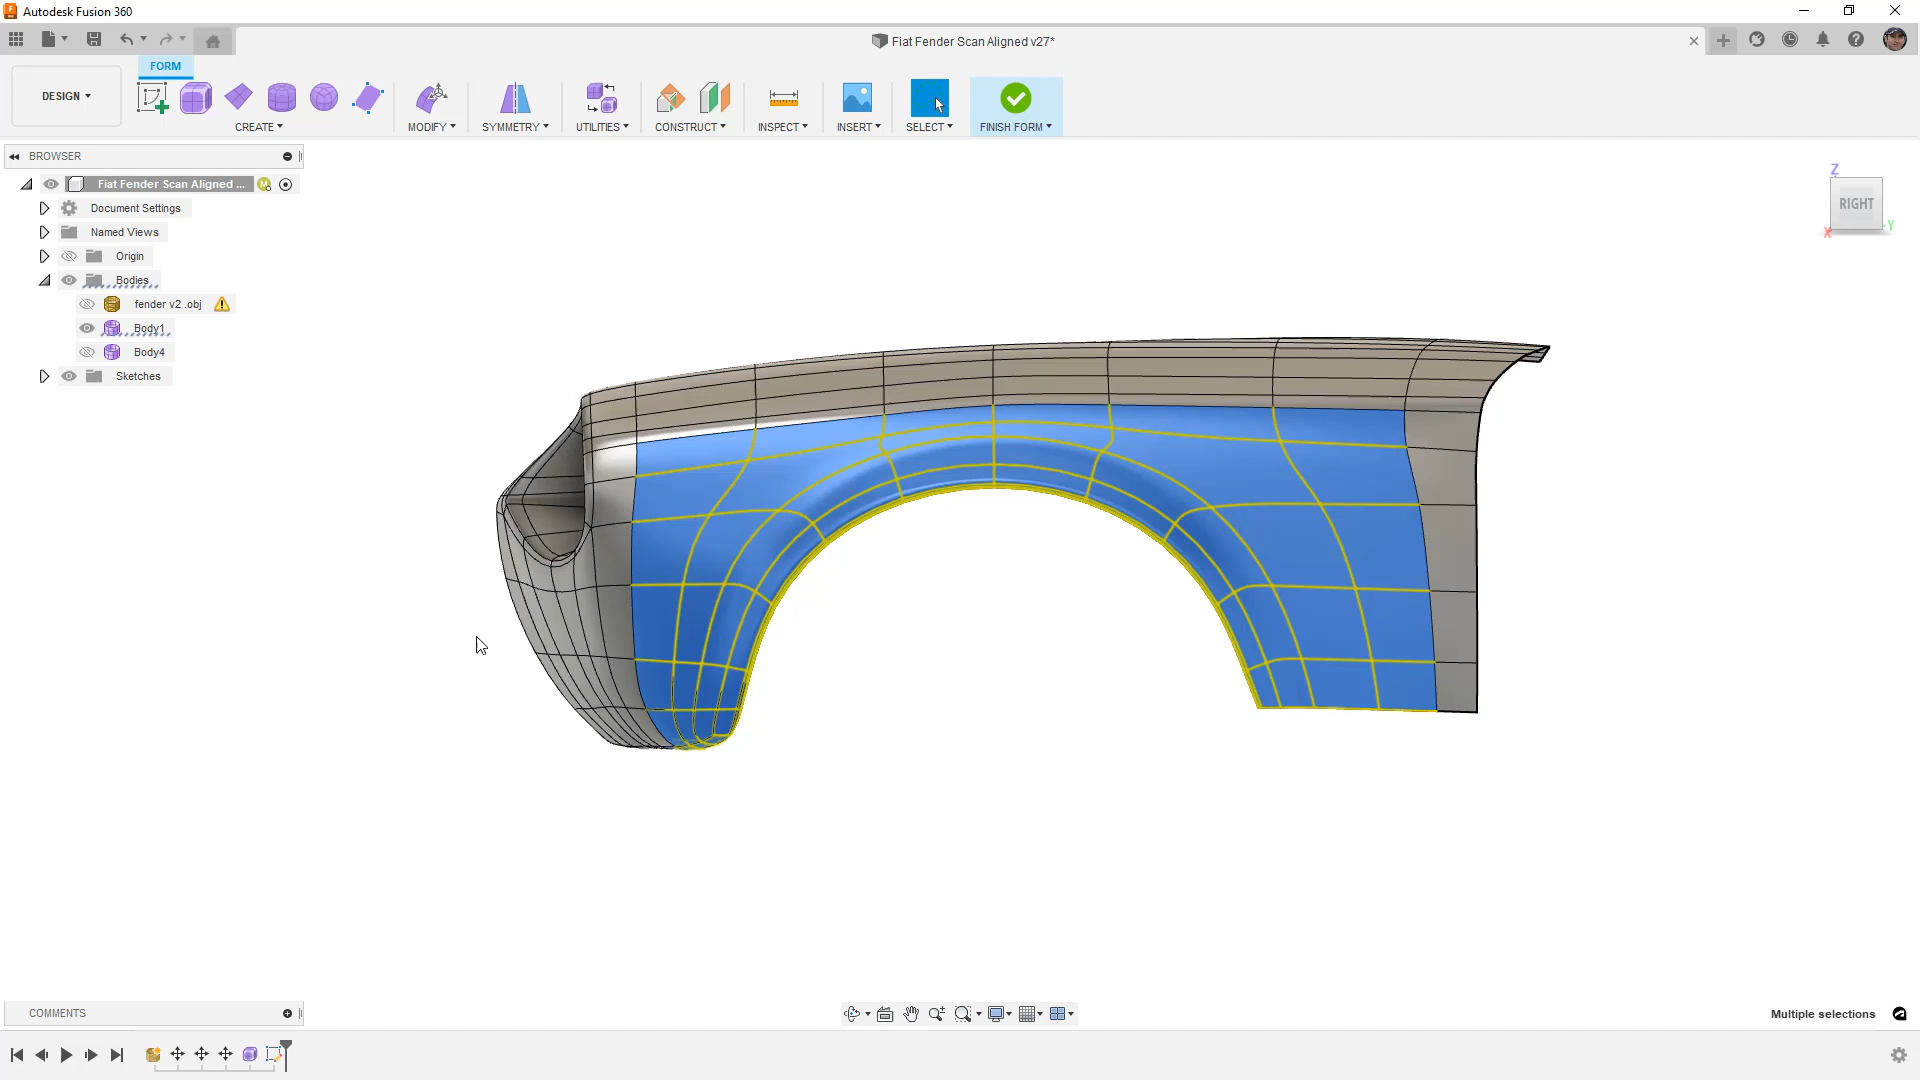 Autodesk Fusion 360
Fiat Fender Scan Aligned v27*
FORM
DESIGN
CREATE
MODIFY
SYMMETRY
UTILITIES
CONSTRUCT
INSPECT
INSERT
SELECT
FINISH FORM
BROWSER
Fiat Fender Scan Aligned ...
Document Settings
Named Views
Origin
Bodies
fender v2 .obj
Body1
Body4
Sketches
Z
RIGHT
Y
X
COMMENTS
Multiple selections